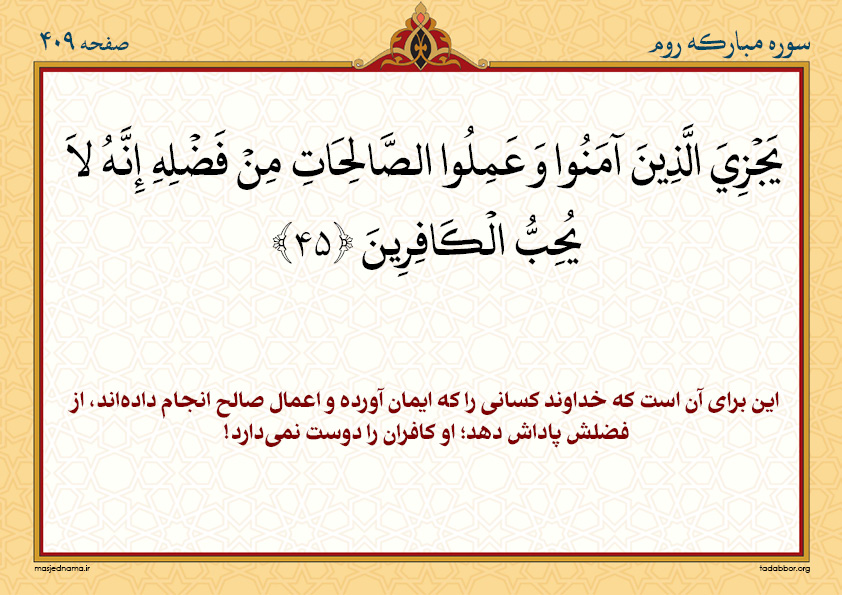 سوره مبارکه روم
صفحه ۴۰۹
يَجْزِيَ الَّذِينَ آمَنُوا وَ عَمِلُوا الصَّالِحَاتِ مِنْ فَضْلِهِ إِنَّهُ لاَ
يُحِبُّ الْكَافِرِينَ ﴿۴۵﴾
این برای آن است که خداوند کسانی را که ایمان آورده و اعمال صالح انجام داده‌اند، از
فضلش پاداش دهد؛ او کافران را دوست نمی‌دارد!
masjednama.ir
tadabbor.org